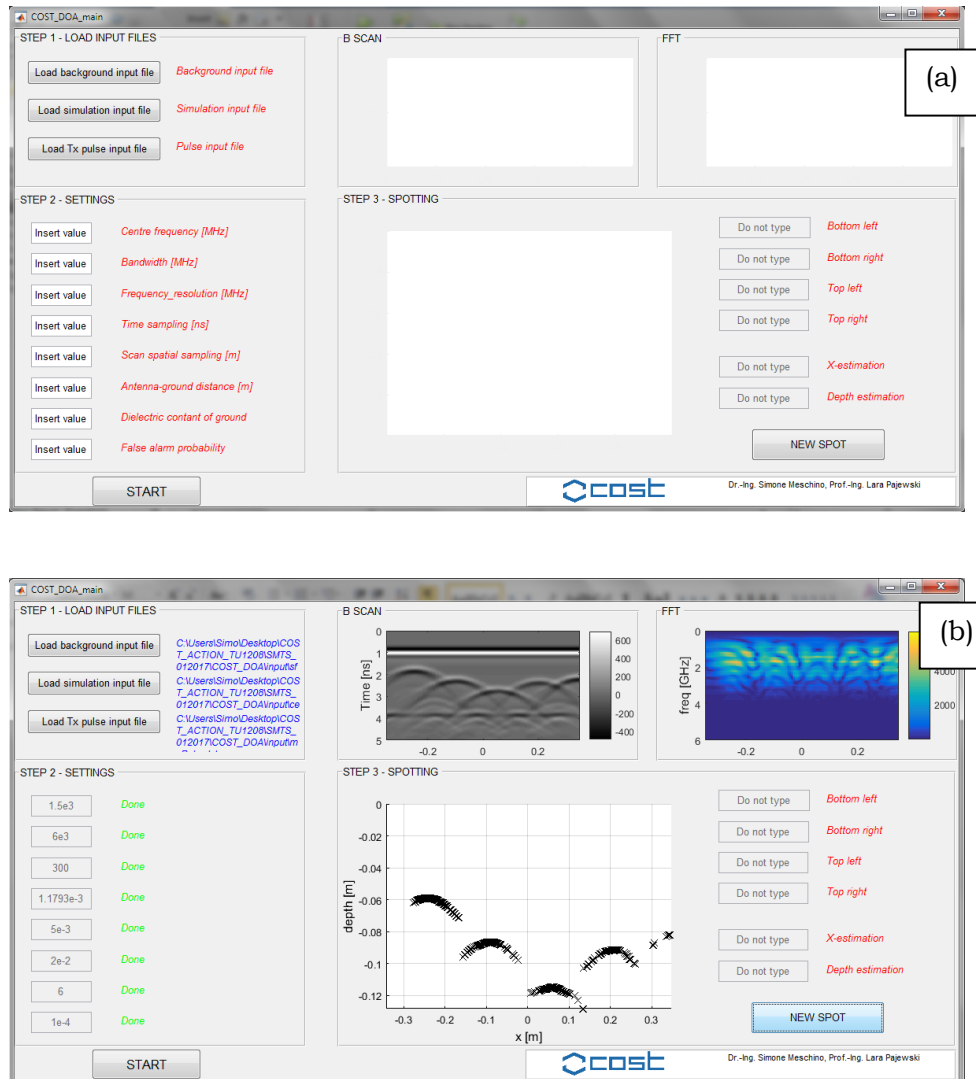 COST_DOA_main
STEP 1 - LOAD INPUT FILES
Load background input file
Background input file
Load simulation input file
Simulation input file
Load Tx pulse input file
Pulse input file
B SCAN
FFT
(a)
STEP 2 - SETTINGS
Insert value
Centre frequency [MHz]
Insert value
Bandwidth [MHz]
Insert value
Frequency_resolution [MHz]
Insert value
Time sampling [ns]
Insert value
Scan spatial sampling [m]
Insert value
Antenna-ground distance [m]
Insert value
Dielectric contant of ground
Insert value
False alarm probability
START
STEP 3 - SPOTTING
Do not type
Bottom left
Do not type
Bottom right
Do not type
Top left
Do not type
Top right
Do not type
X-estimation
Do not type
Depth estimation
NEW SPOT
cost
Dr.-Ing. Simone Meschino, Prof.-Ing. Lara Pajewski
COST_DOA_main
STEP 1 - LOAD INPUT FILES
Load background input file
C:\Users\Simo\Desktop\COS
T_ACTION_TU1208\SMTS_
012017\COST_DOA\input\sf
Load simulation input file
C:\Users\Simo\Desktop\COS
T_ACTION_TU1208\SMTS_
012017\COST_DOA\input\ce
Load Tx pulse input file
C:\Users\Simo\Desktop\COS
T_ACTION_TU1208\SMTS_
012017\COST_DOA\input\m
B SCAN
Time [ns]
0
1
2
3
4
5
-0.2
0
0.2
600
400
200
0
-200
-400
FFT
freq [GHz]
0
2
4
6
-0.2
0
0.2
4000
2000
(b)
STEP 2 - SETTINGS
1.5e3
Done
6e3
Done
300
Done
1.1793e-3
Done
5e-3
Done
2e-2
Done
6
Done
1e-4
Done
START
STEP 3 - SPOTTING
depth [m]
0
-0.02
-0.04
-0.06
-0.08
-0.1
-0.12
-0.3
-0.2
-0.1
0
0.1
0.2
0.3
x [m]
Do not type
Bottom left
Do not type
Bottom right
Do not type
Top left
Do not type
Top right
Do not type
X-estimation
Do not type
Depth estimation
NEW SPOT
cost
Dr.-Ing. Simone Meschino, Prof.-Ing. Lara Pajewski